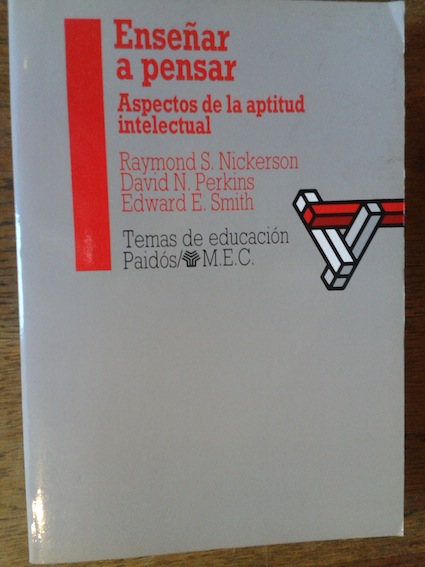 Enseñar
a pensar
Aspectos de la aptitud
intelectual
Raymond S. Nickerson
David N. Perkins
Edward E. Smith
Temas de educación
Paidós/M.E.C.